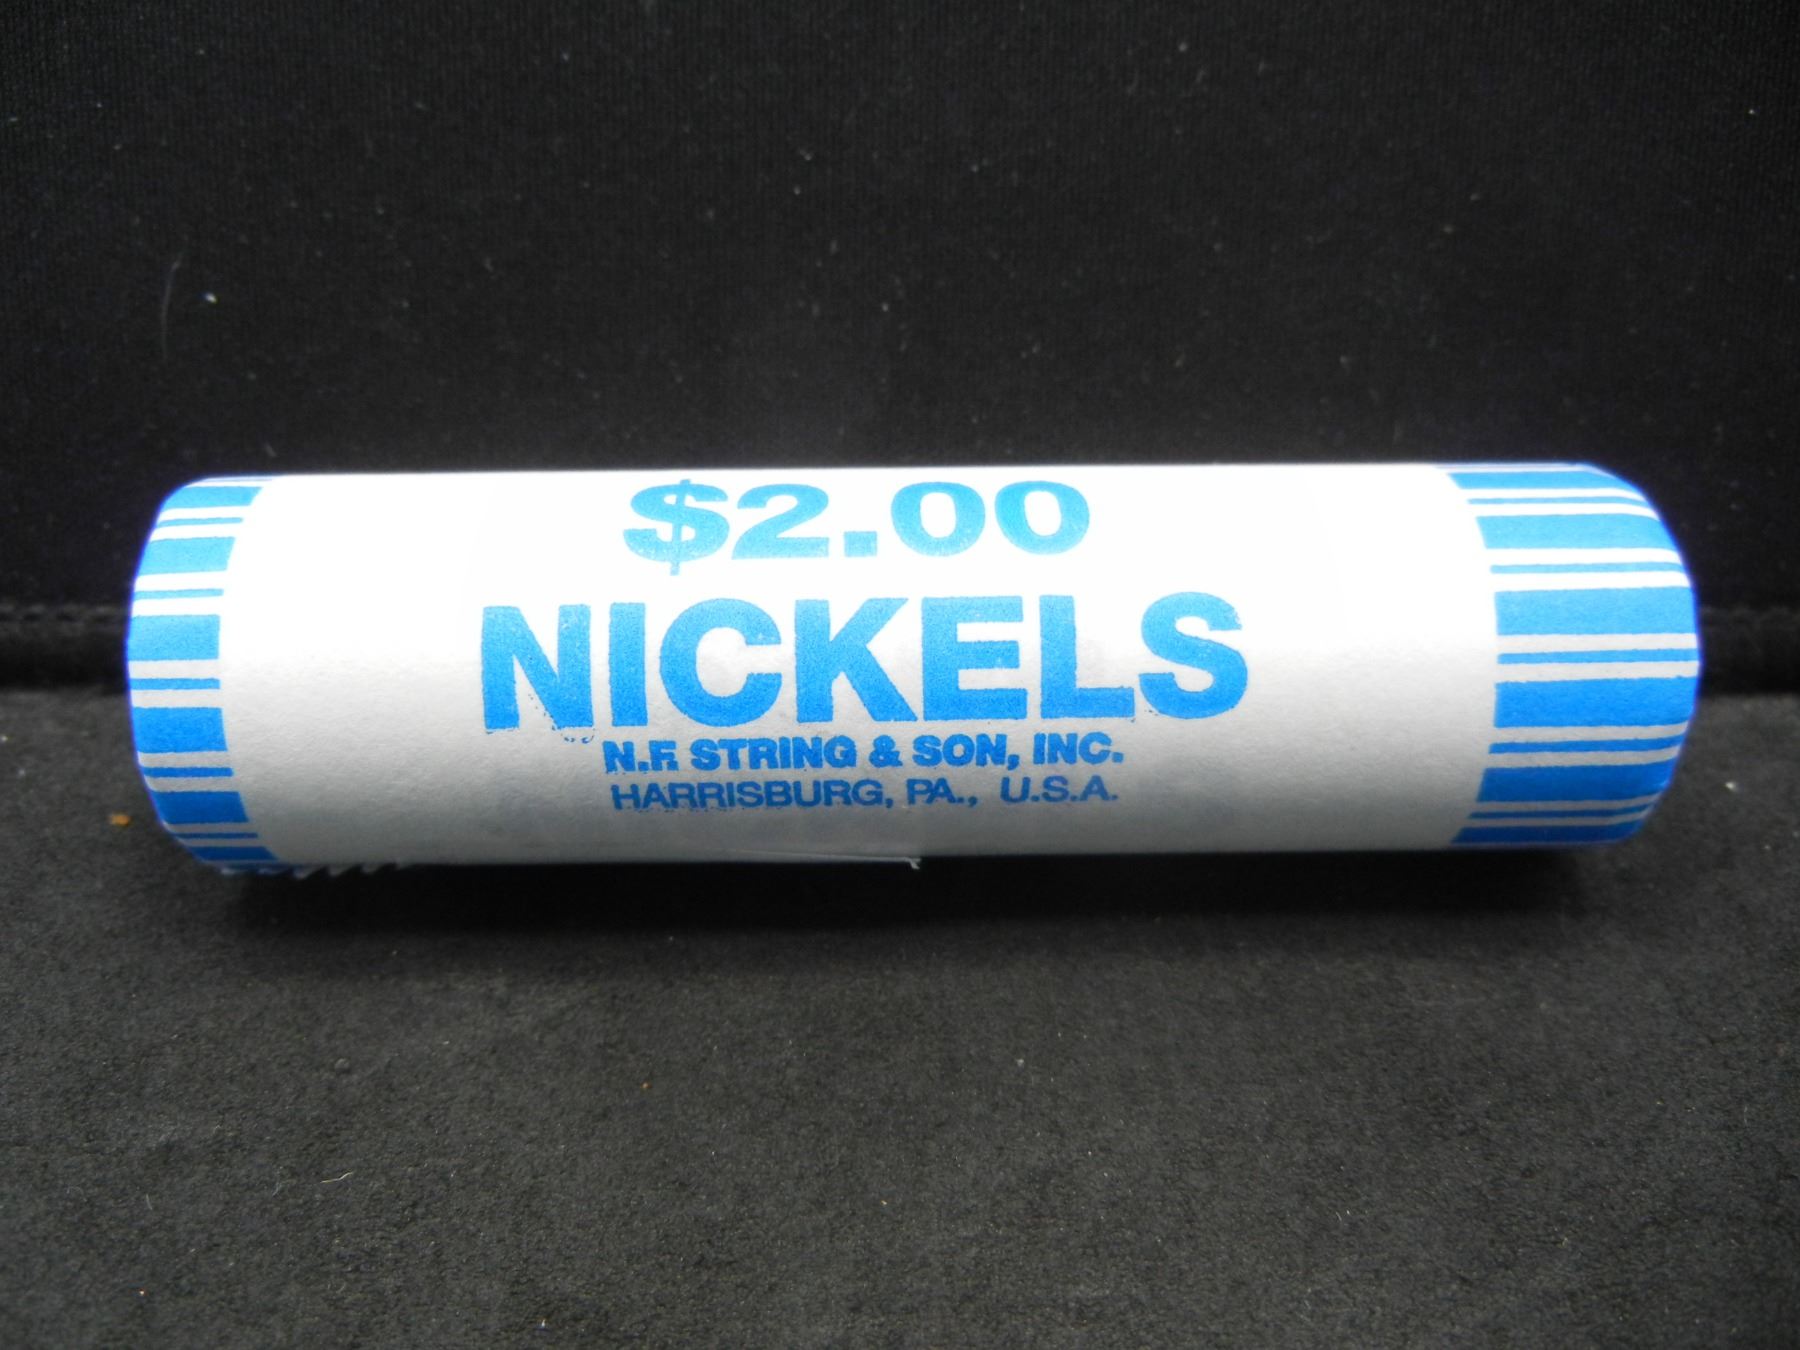 $2.00
NICKELS
N.F. STRING & SON, INC.
HARRISBURG, PA., U.S.A.